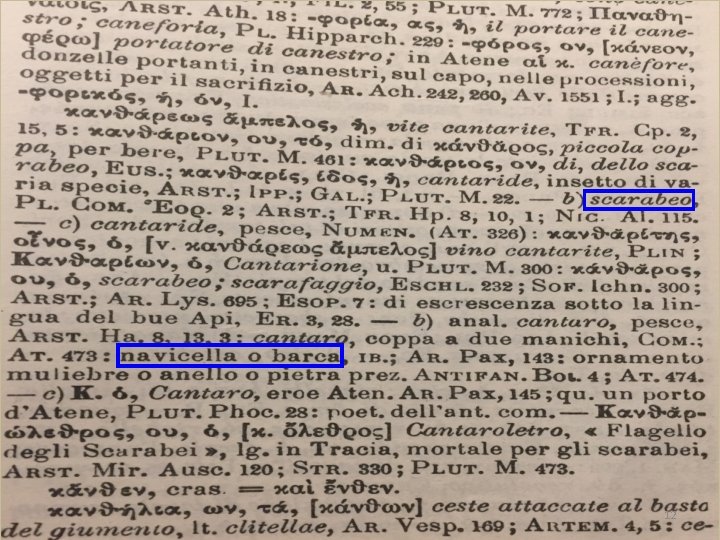 ARST. Ath. 18: -φορία, ας, ἡ, il portare il cane-
stro; caneforia, PL. Hipparch. 229: -φόρος, ον, [κάνεον,
φέρω] portatore di canestro; in Atene αἱ κ. canèfore,
donzelle portanti, in canestri, sul capo, nelle processioni,
oggetti per il sacrifizio, AR. Ach. 242, 260, Av. 1551; I.; agg.
-φορικός, ή, όν, I.
κανθάρεως ἄμπελος, ἡ, vite cantarite, TFR. Cp. 2,
15, 5: κανθάριον, ου, τό, dim. di κάνθᾰρος, piccola cop-
pa, per bere, PLUT. M. 461: κανθάριος, ον, di, dello sca-
rabeo, EUS.; κανθαρίς, ίδος, ἡ, cantaride, insetto di va-
ria specie, ARST.; IPP.; GAL.; PLUT. M. 22. — b) scarabeo,
PL. COM. Ἑορ. 2; ARST.; TFR. Hp. 8, 10, 1; NIC. Al. 115.
— c) cantaride, pesce, NUMEN. (AT. 326): κανθαρίτης,
οἶνος, ὁ, [v. κανθάρεως ἄμπελος] vino cantarite, PLIN;
Κανθαρίων, ὁ, Cantarione, u. PLUT. M. 300: κάνθᾰρος,
ου, ὁ, scarabeo; scarafaggio, ESCHL. 232; SOF. Ichn. 300;
ARST.; AR. Lys. 695; ESOP. 7: di escrescenza sotto la lin-
gua del bue Api, ER. 3, 28. — b) anal. cantaro, pesce,
ARST. Ha. 8. 13. 3: cantaro, coppa a due manichi, COM.;
AT. 473: navicella o barca, IB.; AR. Pax, 143: ornamento
muliebre o anello o pietra prez. ANTIFAN. Βοι. 4; AT. 474.
— c) Κ. ὁ, Cantaro, eroe Aten. AR. Pax, 145; qu. un porto
d'Atene, PLUT. Phoc. 28: poet. dell'ant. com. — Κανθαρ-
ώλεθρος, ου, ὁ, [κ. ὄλεθρος] Cantaroletro, « Flagello
degli Scarabei », lg. in Tracia, mortale per gli scarabei,
ARST. Mir. Ausc. 120; STR. 330; PLUT. M. 473.
κἄνθεν, cras. = καὶ ἔνθεν.
κανθήλια, ων, τά, [κάνθων] ceste attaccate al basto
del giumento, lt. clitellae, AR. Vesp. 169; ARTEM. 4, 5: ce-
12